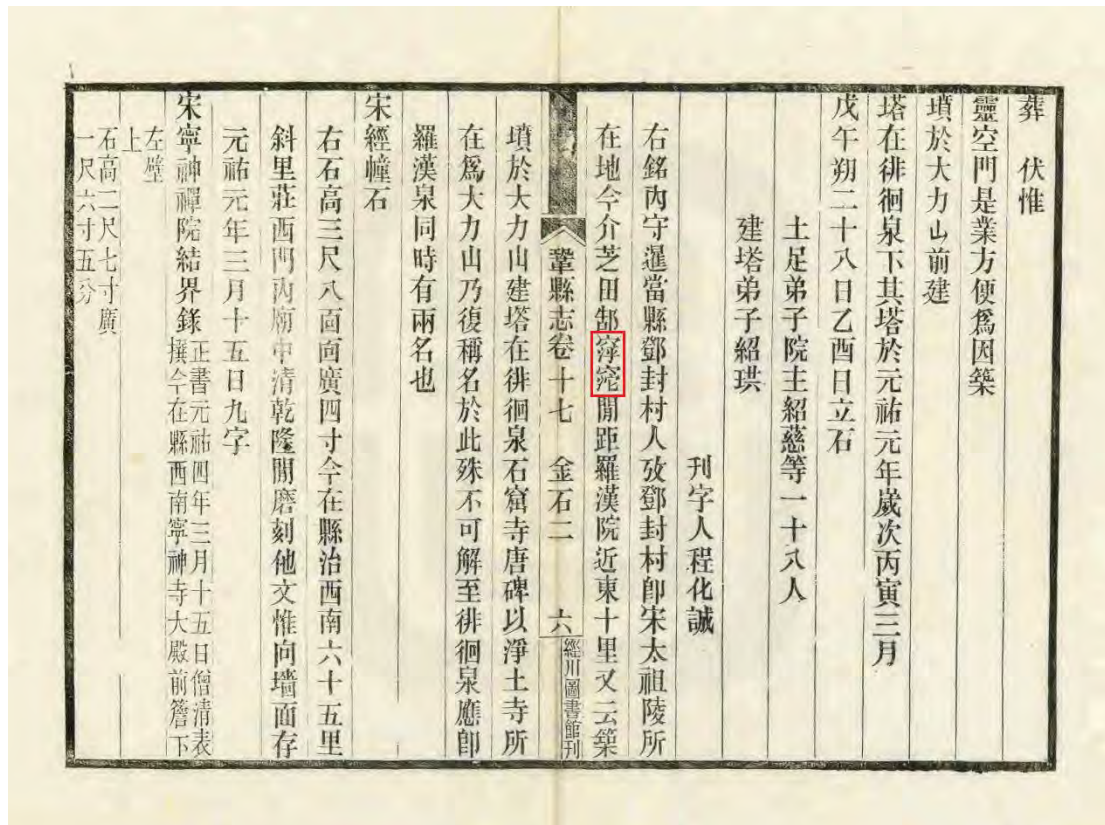 葬　伏惟
靈空門是業方便爲因築
墳於大力山前建
塔在徘徊泉下其塔於元祐元年歲次丙寅三月
戊午朔二十八日乙酉日立石
土足弟子院主紹慈等一十八人
建塔弟子紹珙
刊字人程化誠
右銘內守暹當縣鄧封村人攷鄧封村卽宋太祖陵所
在地今介芝田閒距羅漢院近東十里又云築
鞏縣志卷十七　金石二　六　經川圖書館刊
墳於大力山建塔在徘徊泉石窟寺唐碑以淨土寺所
在爲大力山乃復稱名於此殊不可解至徘徊泉應卽
羅漢泉同時有兩名也
宋經幢石
右石高三尺八面面廣四寸今在縣治西南六十五里
斜里莊西門內廟中清乾隆閒磨刻他文惟向墻面存
元祐元年三月十五日九字
宋寧神禪院結界錄
正書元祐四年三月十五日僧清表
撰今在縣西南寧神寺大殿前簷下
左壁
上
石高二尺七寸廣
一尺六寸五分